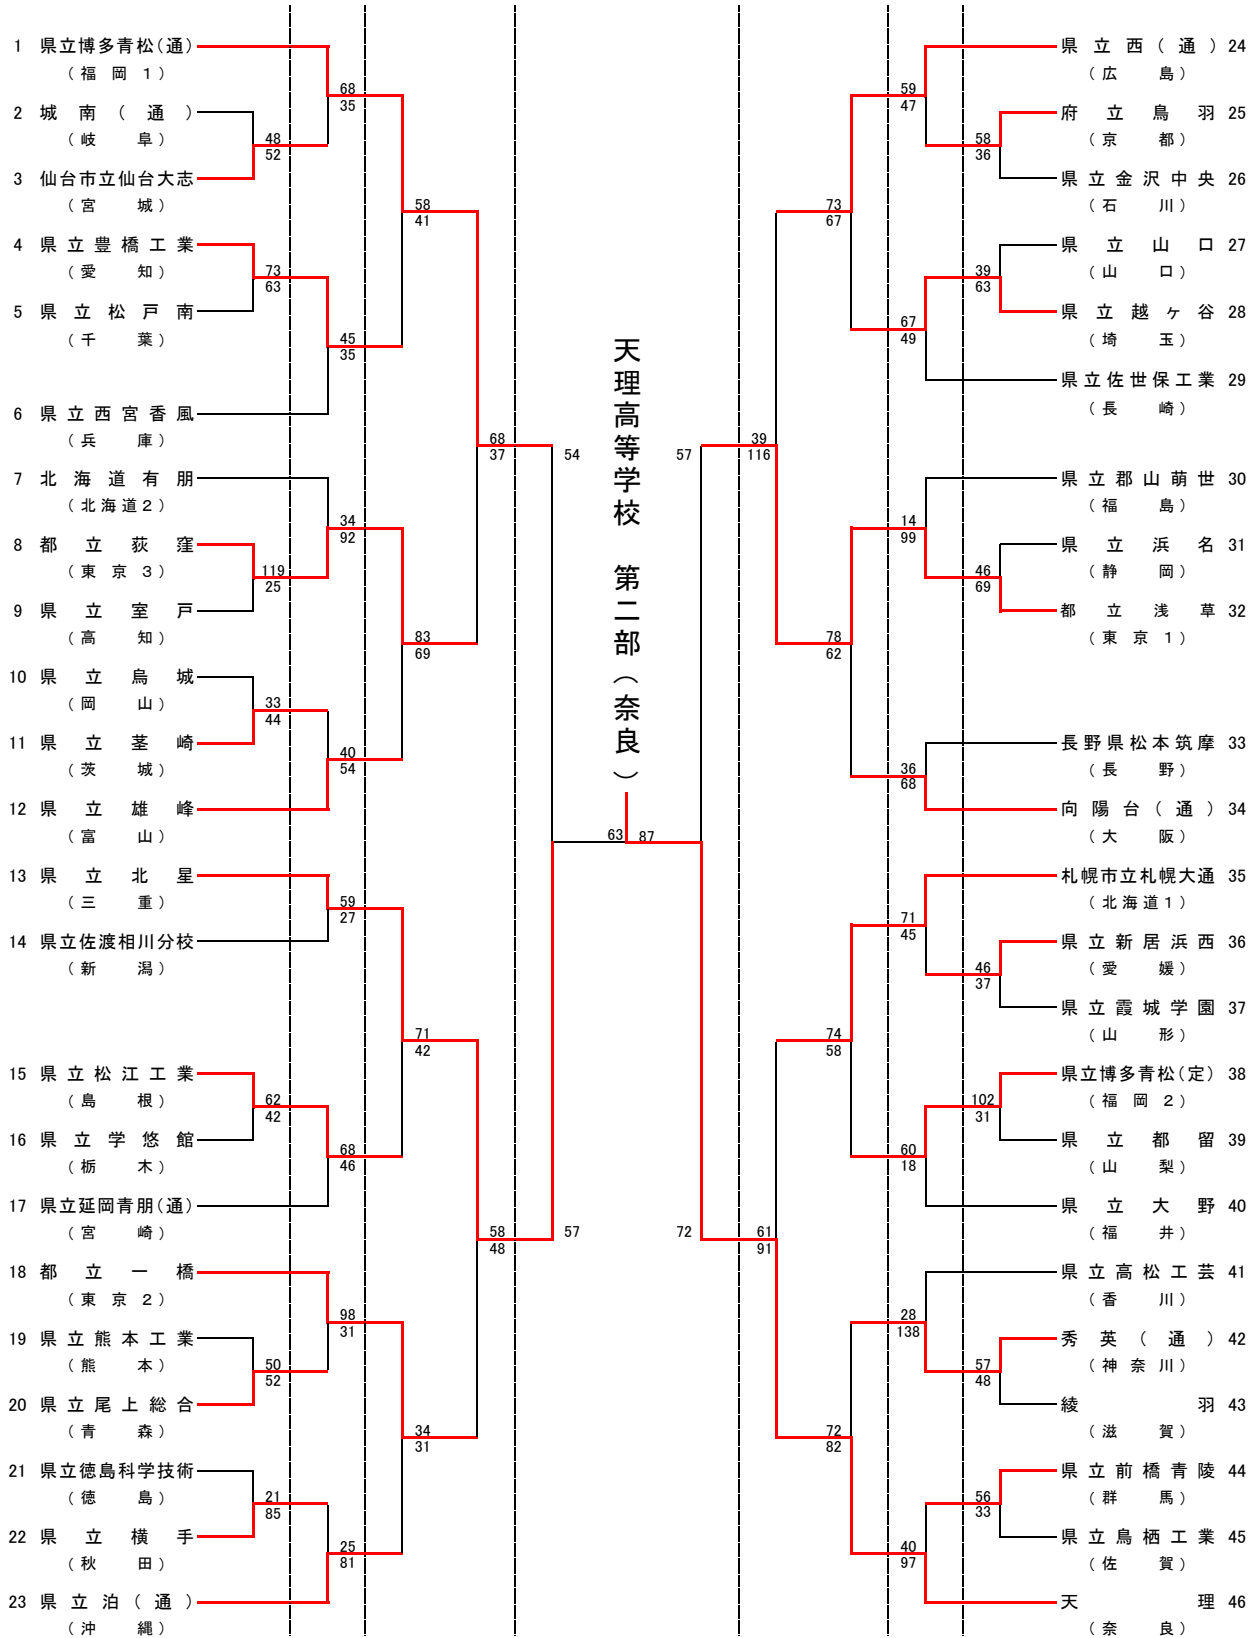 1 県立博多青松(通)
(福岡1)
2 城南(通)
(岐阜)
3 仙台市立仙台大志
(宮城)
4 県立豊橋工業
(愛知)
5 県立松戸南
(千葉)
6 県立西宮香風
(兵庫)
7 北海道有朋
(北海道2)
8 都立荻窪
(東京3)
9 県立室戸
(高知)
10 県立烏城
(岡山)
11 県立茎崎
(茨城)
12 県立雄峰
(富山)
13 県立北星
(三重)
14 県立佐渡相川分校
(新潟)
15 県立松江工業
(島根)
16 県立学悠館
(栃木)
17 県立延岡青朋(通)
(宮崎)
18 都立一橋
(東京2)
19 県立熊本工業
(熊本)
20 県立尾上総合
(青森)
21 県立徳島科学技術
(徳島)
22 県立横手
(秋田)
23 県立泊(通)
(沖縄)
48
52
73
63
119
25
33
44
62
42
50
52
21
85
68
35
45
35
34
92
40
54
59
27
68
46
98
31
25
81
58
41
83
69
71
42
34
31
68
37
58
48
54
57
天理高等学校 第二部(奈良)
63 87
57
72
39
116
61
91
73
67
78
62
74
58
72
82
59
47
67
49
14
99
36
68
71
45
60
18
28
138
40
97
58
36
39
63
46
69
46
37
102
31
57
48
56
33
県立西(通) 24
(広島)
府立鳥羽 25
(京都)
県立金沢中央 26
(石川)
県立山口 27
(山口)
県立越ヶ谷 28
(埼玉)
県立佐世保工業 29
(長崎)
県立郡山萌世 30
(福島)
県立浜名 31
(静岡)
都立浅草 32
(東京1)
長野県松本筑摩 33
(長野)
向陽台(通) 34
(大阪)
札幌市立札幌大通 35
(北海道1)
県立新居浜西 36
(愛媛)
県立霞城学園 37
(山形)
県立博多青松(定) 38
(福岡2)
県立都留 39
(山梨)
県立大野 40
(福井)
県立高松工芸 41
(香川)
秀英(通) 42
(神奈川)
綾羽 43
(滋賀)
県立前橋青陵 44
(群馬)
県立鳥栖工業 45
(佐賀)
天理 46
(奈良)